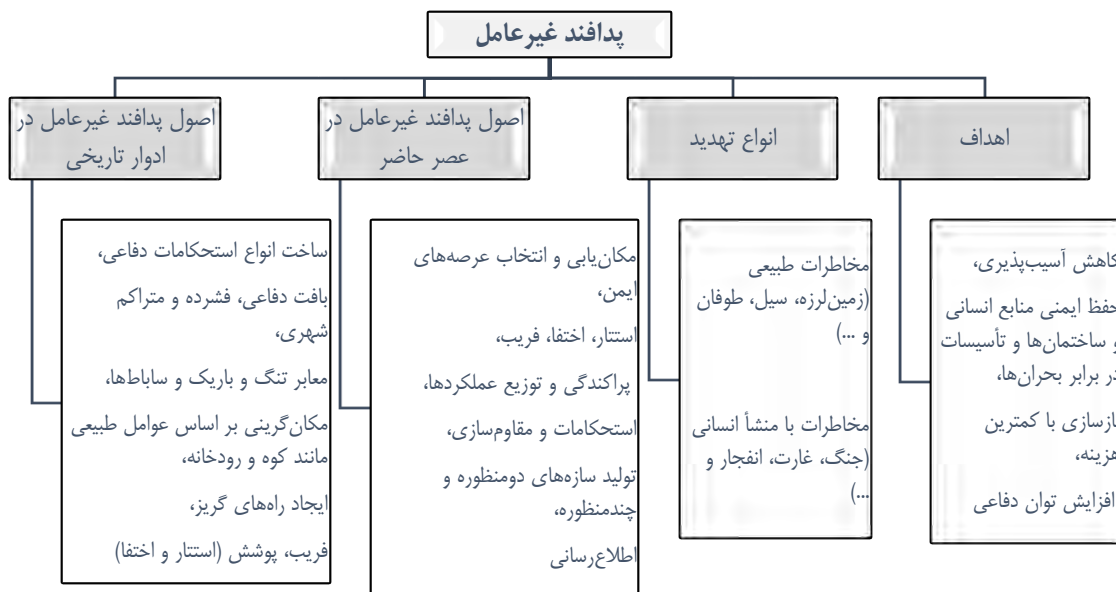 پدافند غیرعامل
اهداف
کاهش آسیب‌پذیری،
حفظ ایمنی منابع انسانی
و ساختمان‌ها و تأسیسات
در برابر بحران‌ها،
بازسازی با کمترین
هزینه،
افزایش توان دفاعی
انواع تهدید
مخاطرات طبیعی
(زمین‌لرزه، سیل، طوفان
و ...)
مخاطرات با منشأ انسانی
(جنگ، غارت، انفجار و
...)
اصول پدافند غیرعامل در
عصر حاضر
مکان‌یابی و انتخاب عرصه‌های
ایمن،
استتار، اختفا، فریب،
پراکندگی و توزیع عملکردها،
استحکامات و مقاوم‌سازی،
تولید سازه‌های دومنظوره و
چندمنظوره،
اطلاع‌رسانی
اصول پدافند غیرعامل در
ادوار تاریخی
ساخت انواع استحکامات دفاعی،
بافت دفاعی، فشرده و متراکم
شهری،
معابر تنگ و باریک و ساباط‌ها،
مکان‌گزینی بر اساس عوامل طبیعی
مانند کوه و رودخانه،
ایجاد راه‌های گریز،
فریب، پوشش (استتار و اختفا)